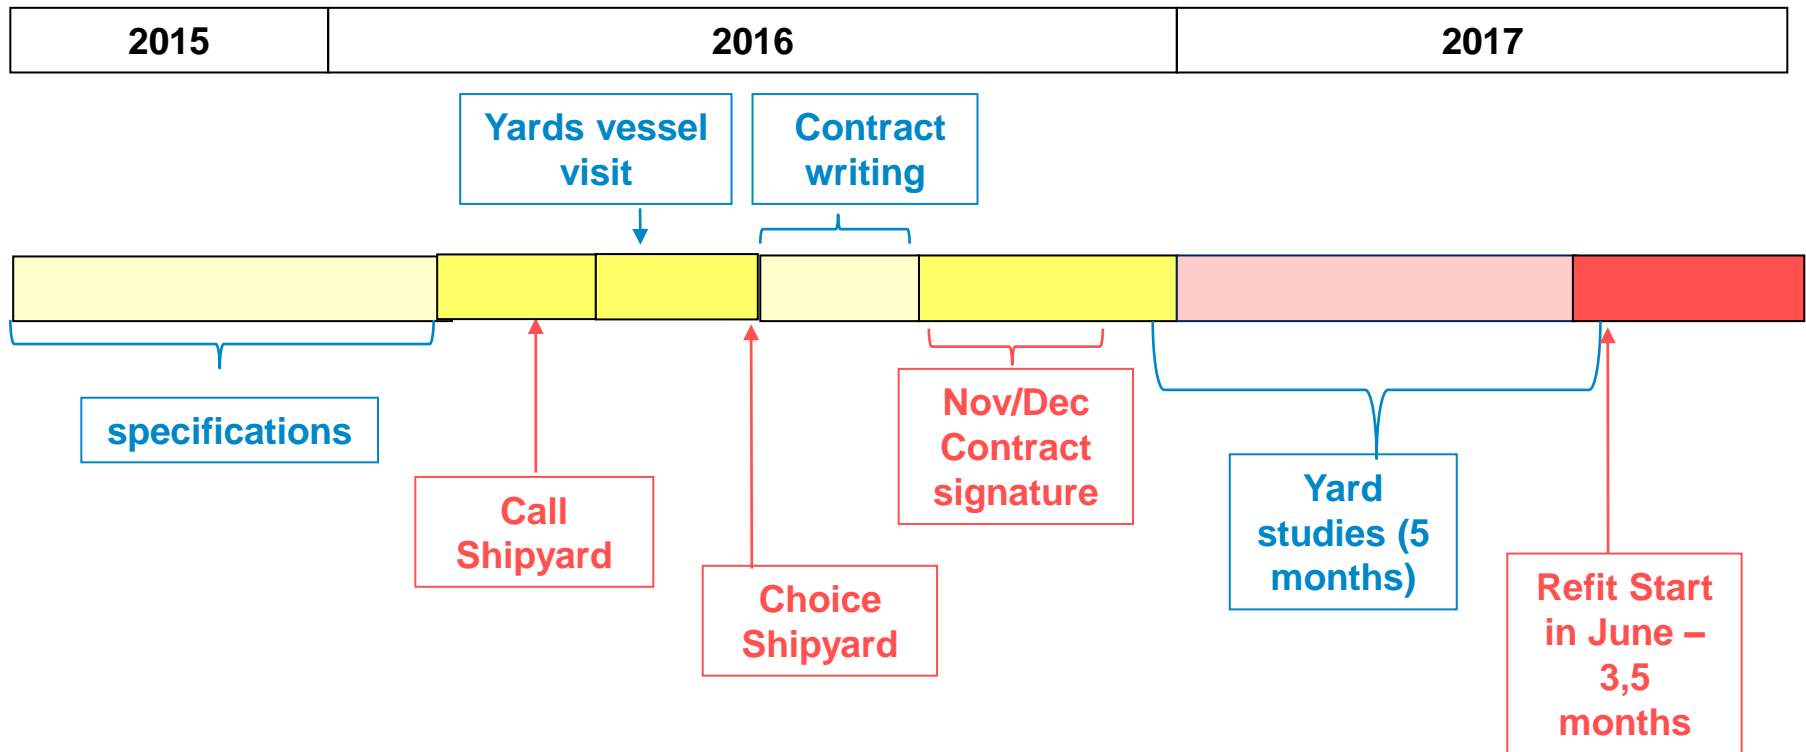 2015
2016
2017
Yards vessel
visit
Contract
writing
specifications
Call
Shipyard
Choice
Shipyard
Nov/Dec
Contract
signature
Yard
studies (5
months)
Refit Start
in June –
3,5
months